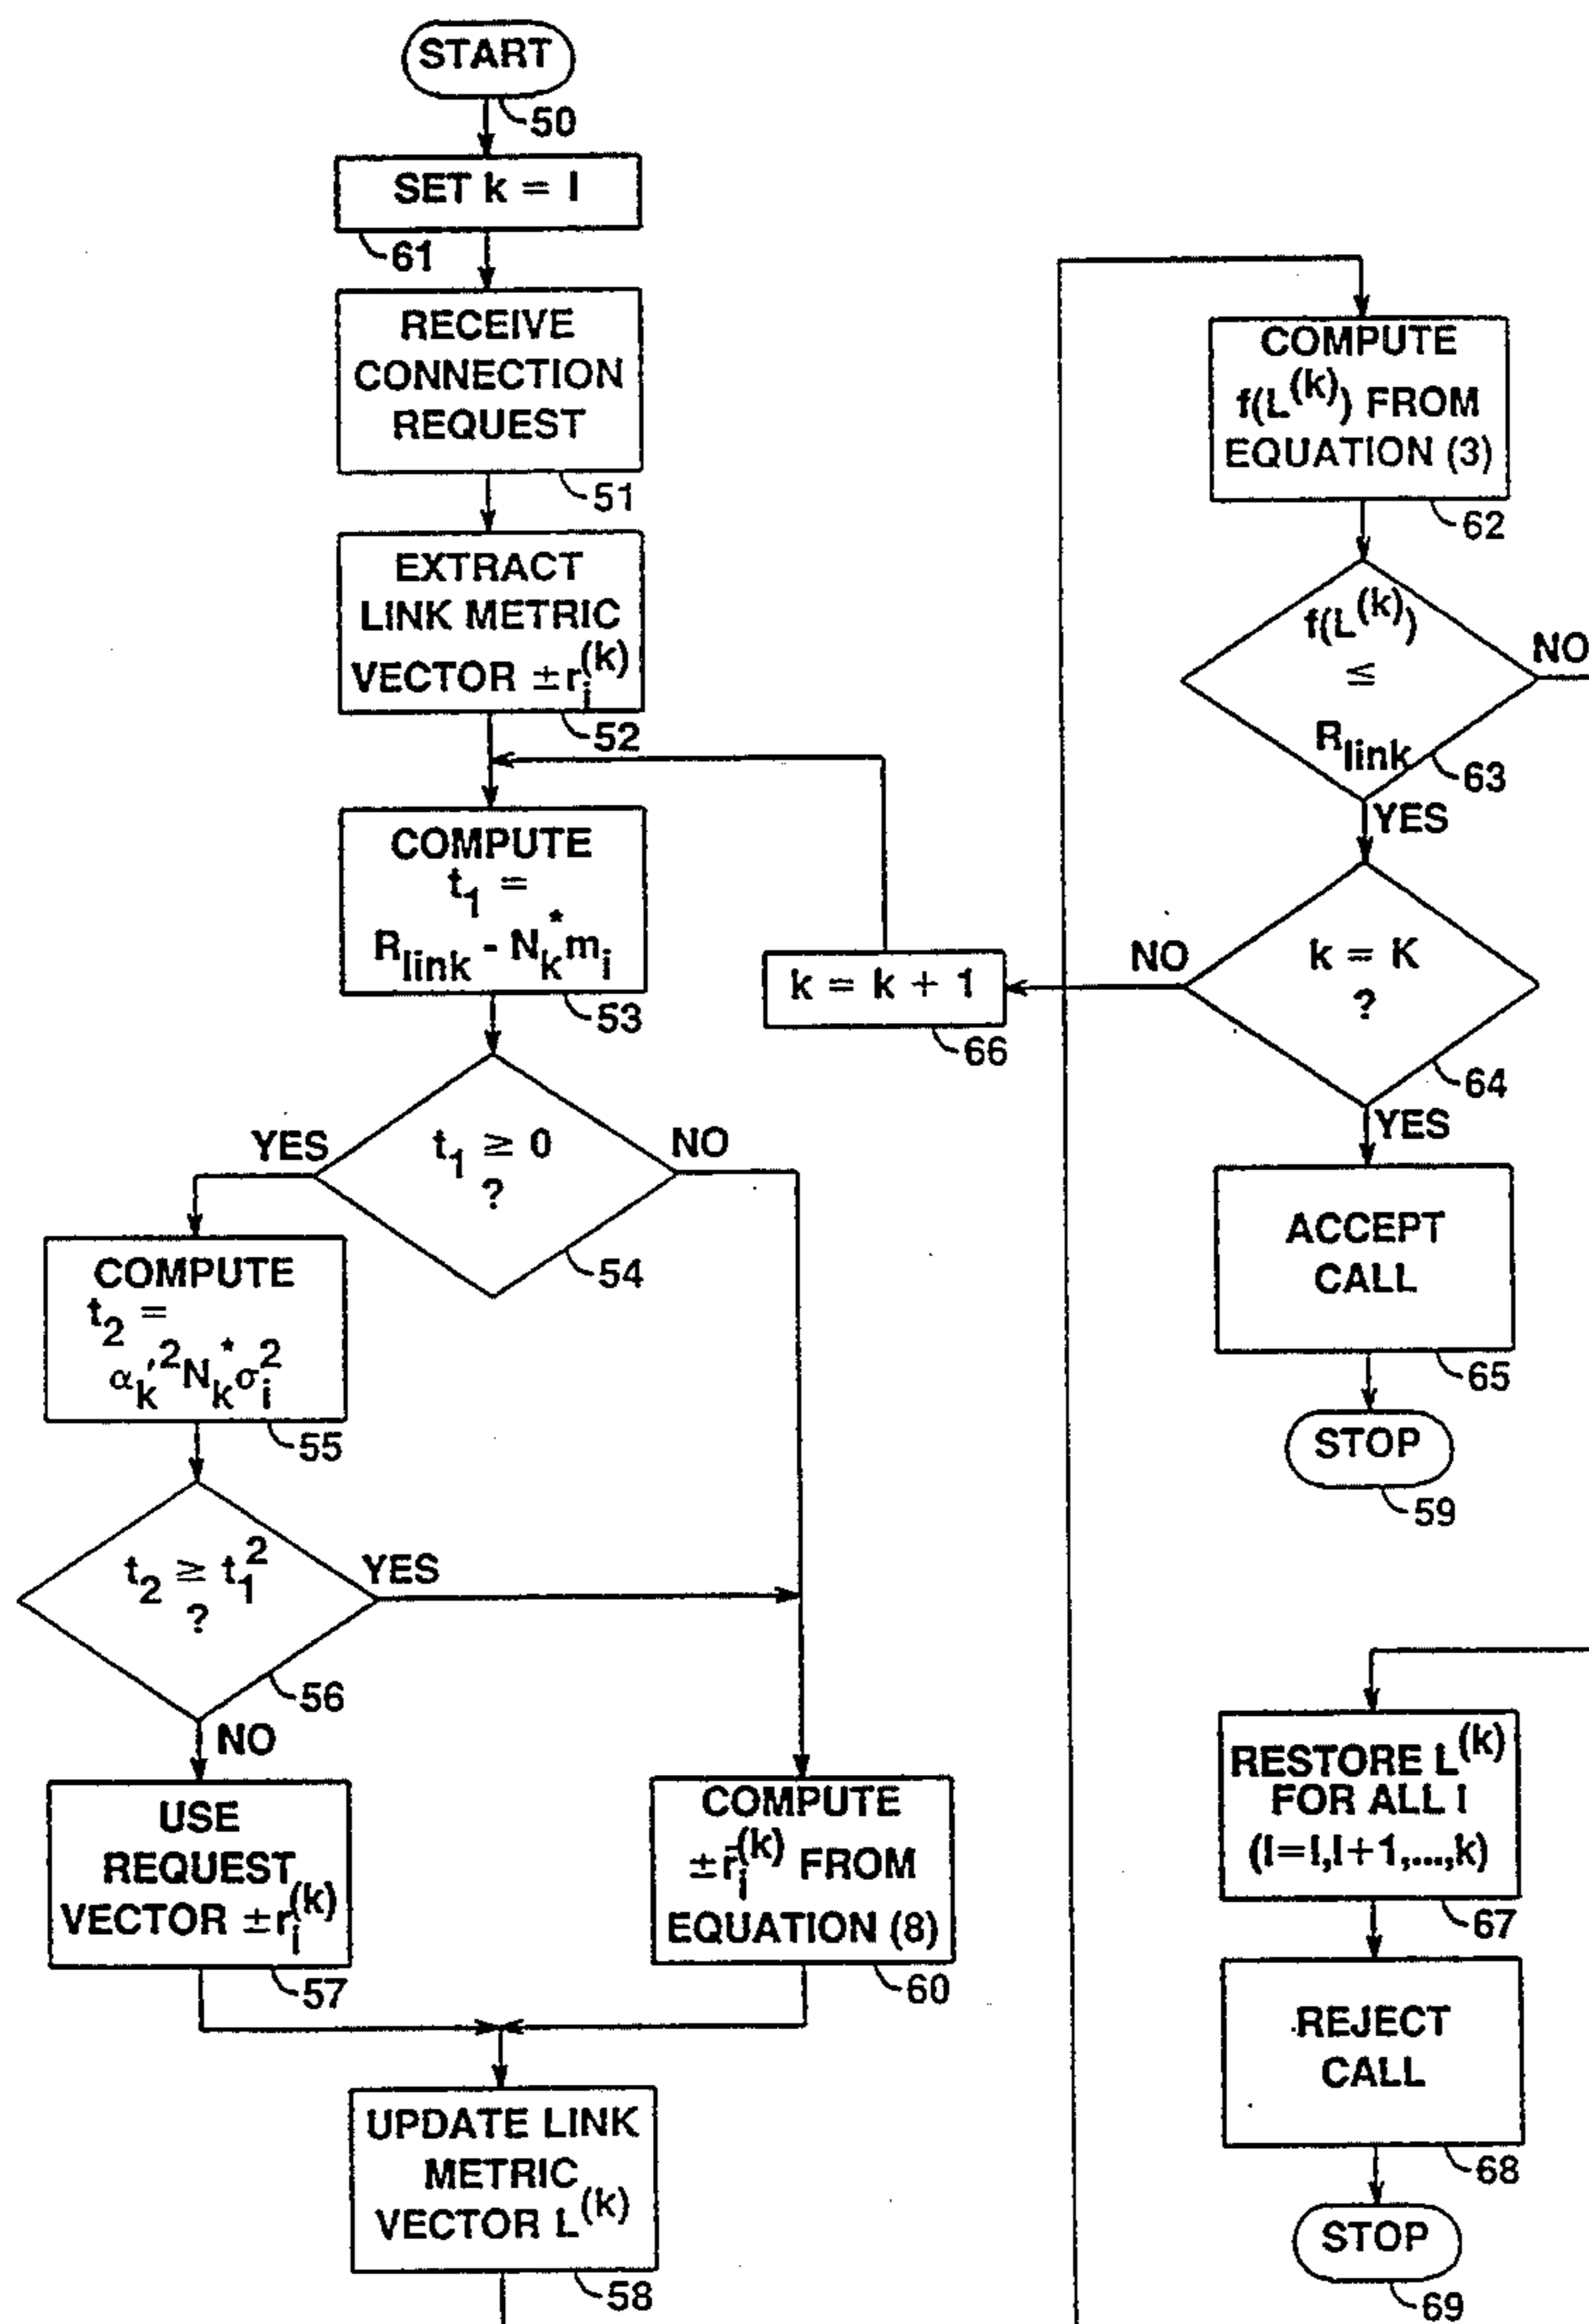 START
50
SET k = I
61
RECEIVE
CONNECTION
REQUEST
51
EXTRACT
LINK METRIC
VECTOR ±r_i^(k)
52
COMPUTE
t_1 =
R_link - N_k^* m_i
53
t_1 ≥ 0
?
YES
NO
54
COMPUTE
t_2 =
α_k'^2 N_k^* σ_i^2
55
t_2 ≥ t_1^2
?
YES
56
NO
USE
REQUEST
VECTOR ±r_i^(k)
57
COMPUTE
±r̄_i^(k) FROM
EQUATION (8)
60
UPDATE LINK
METRIC
VECTOR L^(k)
58
COMPUTE
f(L^(k)) FROM
EQUATION (3)
62
f(L^(k))
≤
R_link
NO
63
YES
k = K
?
NO
64
k = k + 1
66
YES
ACCEPT
CALL
65
STOP
59
RESTORE L^(k)
FOR ALL I
(I=I,I+1,...,k)
67
REJECT
CALL
68
STOP
69